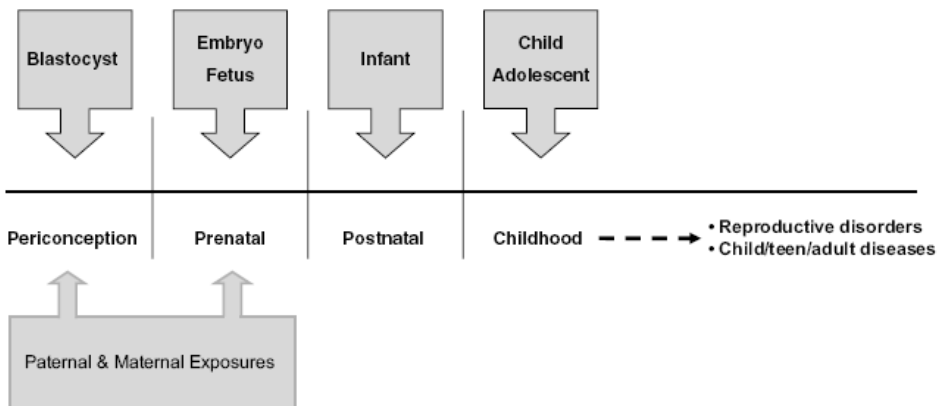 Blastocyst
Embryo
Fetus
Infant
Child
Adolescent
Periconception
Prenatal
Postnatal
Childhood
• Reproductive disorders
• Child/teen/adult diseases
Paternal & Maternal Exposures